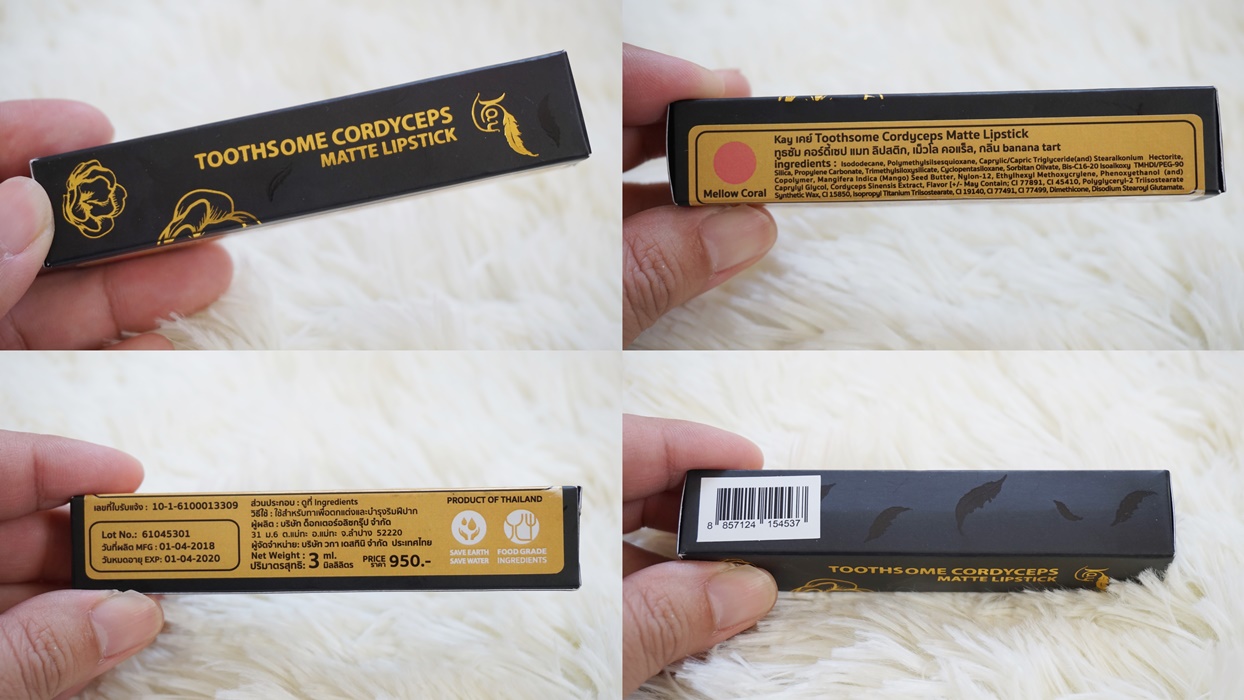 TOOTHSOME CORDYCEPS
MATTE LIPSTICK
Kay
Kay เคย์ Toothsome Cordyceps Matte Lipstick
ทูธซัม คอร์ดี้เซป แมท ลิปสติก, เม็วโล คอแร็ล, กลิ่น banana tart
Ingredients : Isododecane, Polymethylsilsesquioxane, Caprylic/Capric Triglyceride(and) Stearalkonium Hectorite,
Silica, Propylene Carbonate, Trimethylsiloxysilicate, Cyclopentasiloxane, Sorbitan Olivate, Bis-C16-20 Isoalkoxy TMHDI/PEG-90
Copolymer, Mangifera Indica (Mango) Seed Butter, Nylon-12, Ethylhexyl Methoxycrylene, Phenoxyethanol (and)
Caprylyl Glycol, Cordyceps Sinensis Extract, Flavor [+/- May Contain; CI 77891, CI 45410, Polyglyceryl-2 Triisostearate
Synthetic Wax, CI 15850, Isopropyl Titanium Triisostearate, CI 19140, CI 77491, CI 77499, Dimethicone, Disodium Stearoyl Glutamate,
Mellow Coral
เลขที่ใบรับแจ้ง : 10-1-6100013309
Lot No.: 61045301
วันที่ผลิต MFG : 01-04-2018
วันหมดอายุ EXP: 01-04-2020
ส่วนประกอบ : ดูที่ Ingredients
วิธีใช้ : ใช้สำหรับทาเพื่อตกแต่งและบำรุงริมฝีปาก
ผู้ผลิต : บริษัท ด็อกเตอร์อลิซกรุ๊ป จำกัด
31 ม.6 ต.แม่ทะ อ.แม่ทะ จ.ลำปาง 52220
ผู้จัดจำหน่าย: บริษัท วกา เดสทินี จำกัด ประเทศไทย
Net Weight : 3 ml.
ปริมาตรสุทธิ: มิลลิลิตร
PRICE 950.-
ราคา
PRODUCT OF THAILAND
SAVE EARTH
SAVE WATER
FOOD GRADE
INGREDIENTS
8 857124 154537
TOOTHSOME CORDYCEPS
MATTE LIPSTICK